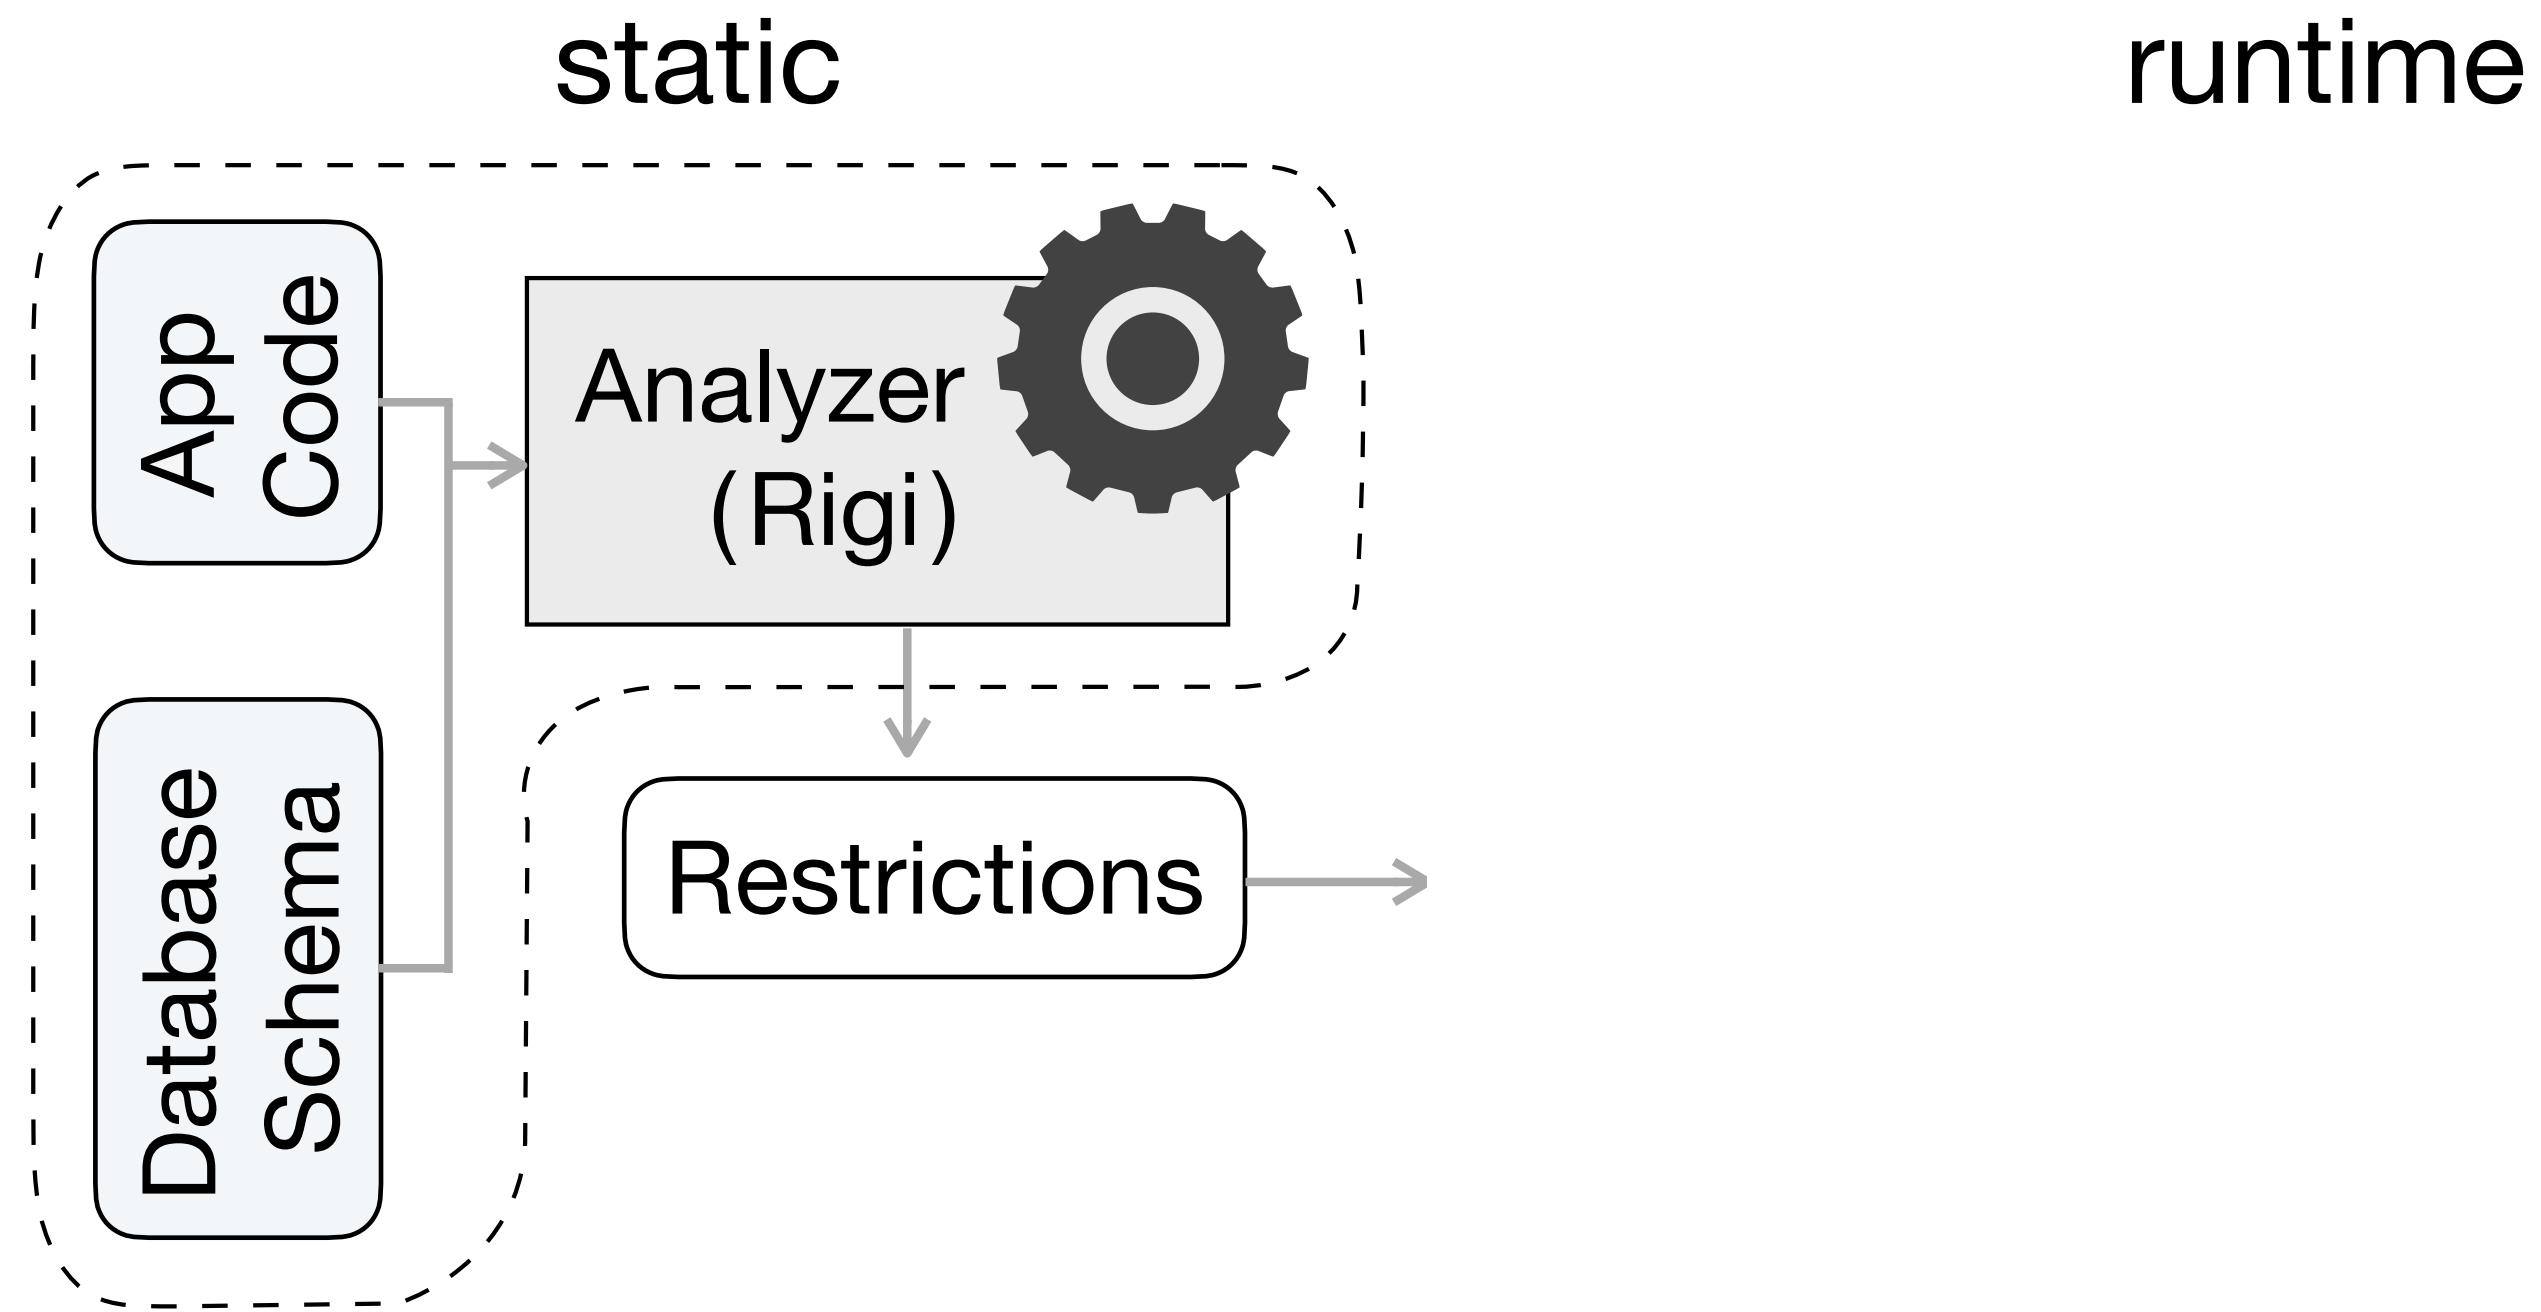 static
runtime
App
Code
Analyzer
(Rigi)
Database
Schema
Restrictions